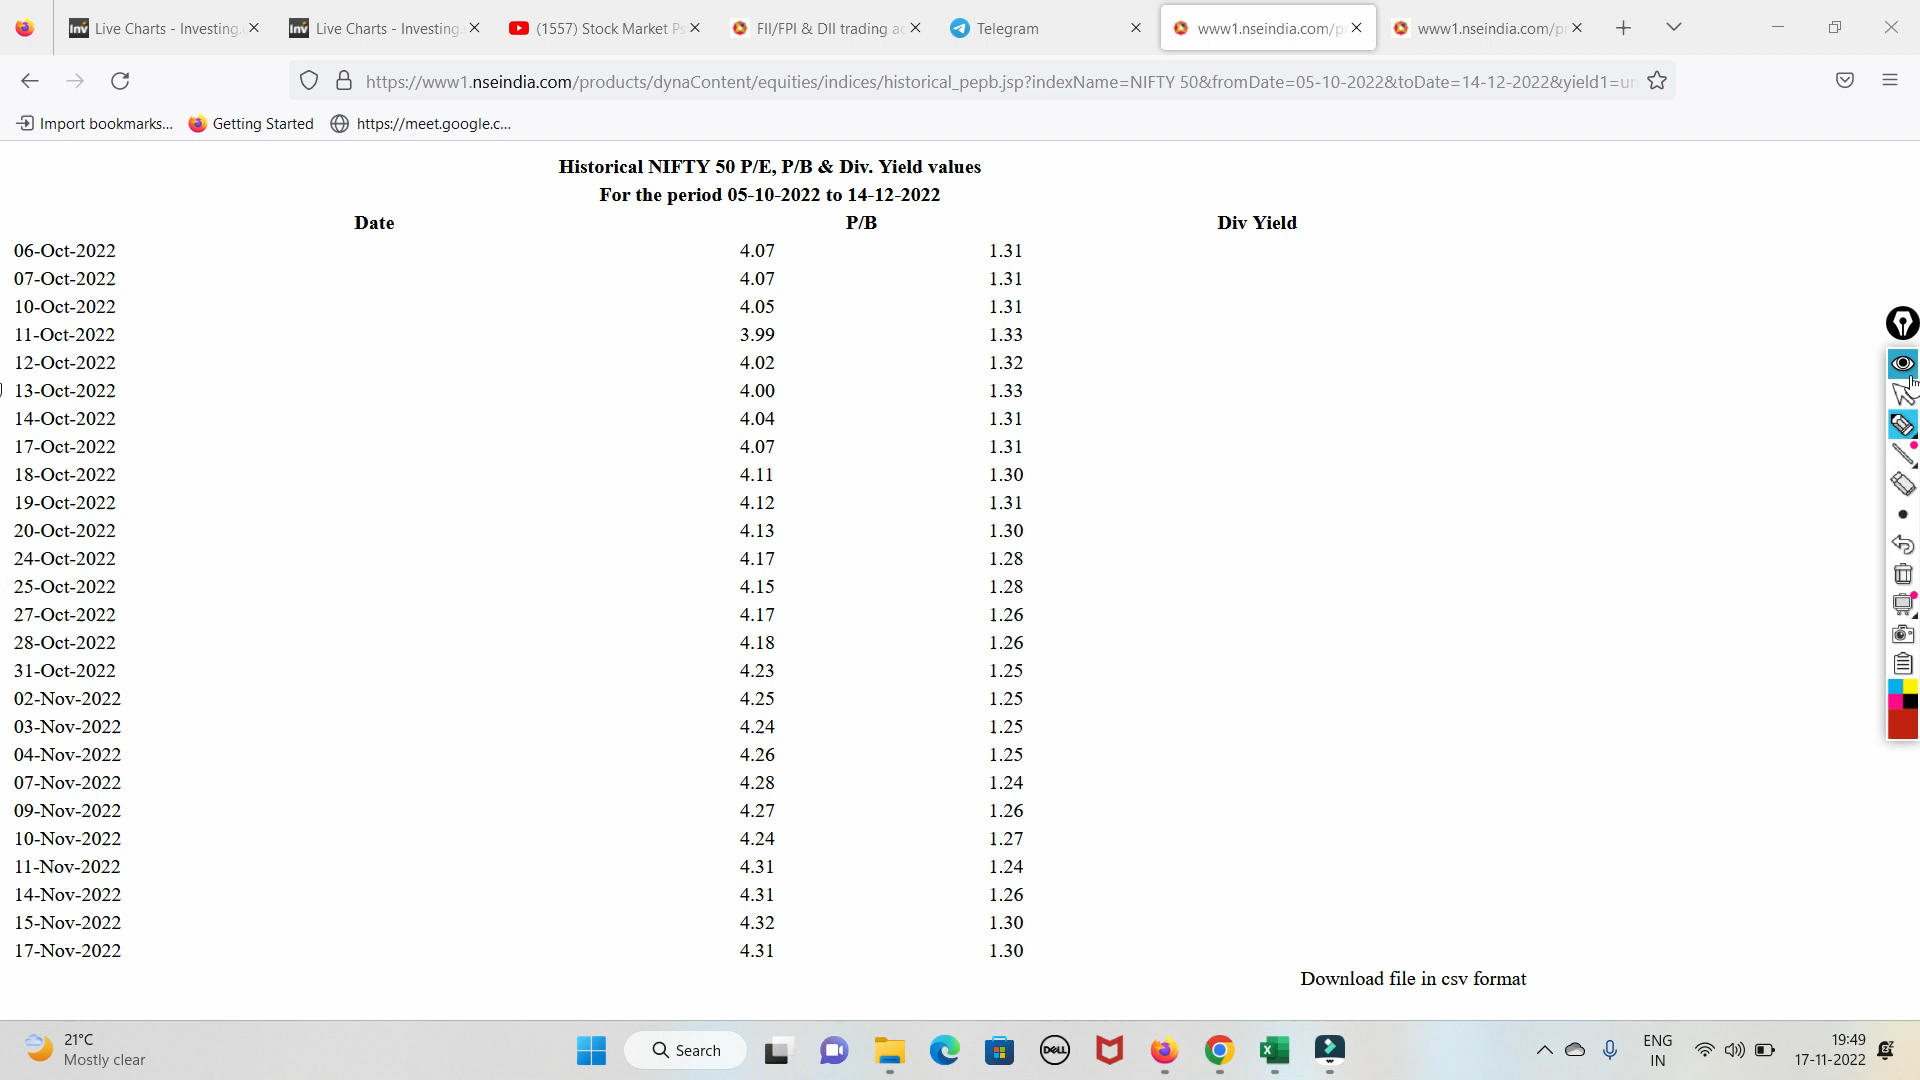 Live Charts - Investing.
Live Charts - Investing.
(1557) Stock Market Ps
FII/FPI & DII trading ac
Telegram
www1.nseindia.com/pr
www1.nseindia.com/pr
https://www1.nseindia.com/products/dynaContent/equities/indices/historical_pepb.jsp?indexName=NIFTY 50&fromDate=05-10-2022&toDate=14-12-2022&yield1=un
Import bookmarks...
Getting Started
https://meet.google.c...
Historical NIFTY 50 P/E, P/B & Div. Yield values
For the period 05-10-2022 to 14-12-2022
Date P/B Div Yield
06-Oct-2022 4.07 1.31
07-Oct-2022 4.07 1.31
10-Oct-2022 4.05 1.31
11-Oct-2022 3.99 1.33
12-Oct-2022 4.02 1.32
13-Oct-2022 4.00 1.33
14-Oct-2022 4.04 1.31
17-Oct-2022 4.07 1.31
18-Oct-2022 4.11 1.30
19-Oct-2022 4.12 1.31
20-Oct-2022 4.13 1.30
24-Oct-2022 4.17 1.28
25-Oct-2022 4.15 1.28
27-Oct-2022 4.17 1.26
28-Oct-2022 4.18 1.26
31-Oct-2022 4.23 1.25
02-Nov-2022 4.25 1.25
03-Nov-2022 4.24 1.25
04-Nov-2022 4.26 1.25
07-Nov-2022 4.28 1.24
09-Nov-2022 4.27 1.26
10-Nov-2022 4.24 1.27
11-Nov-2022 4.31 1.24
14-Nov-2022 4.31 1.26
15-Nov-2022 4.32 1.30
17-Nov-2022 4.31 1.30
Download file in csv format
21°C
Mostly clear
Search
DELL
ENG
IN
19:49
17-11-2022